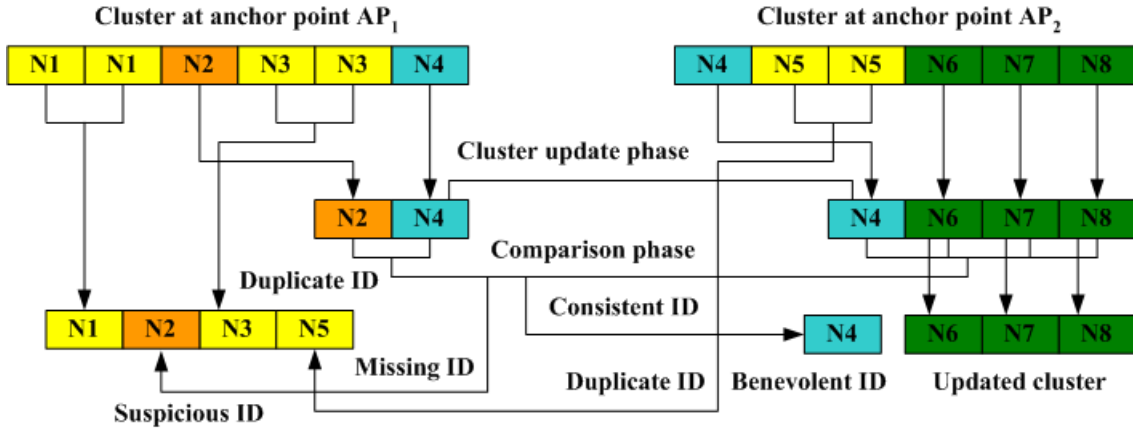 Cluster at anchor point AP1
Cluster at anchor point AP2
N1 N1 N2 N3 N3 N4
N4 N5 N5 N6 N7 N8
Cluster update phase
N2 N4
N4 N6 N7 N8
Comparison phase
Duplicate ID
Consistent ID
N1 N2 N3 N5
N4
N6 N7 N8
Missing ID
Duplicate ID
Benevolent ID
Updated cluster
Suspicious ID